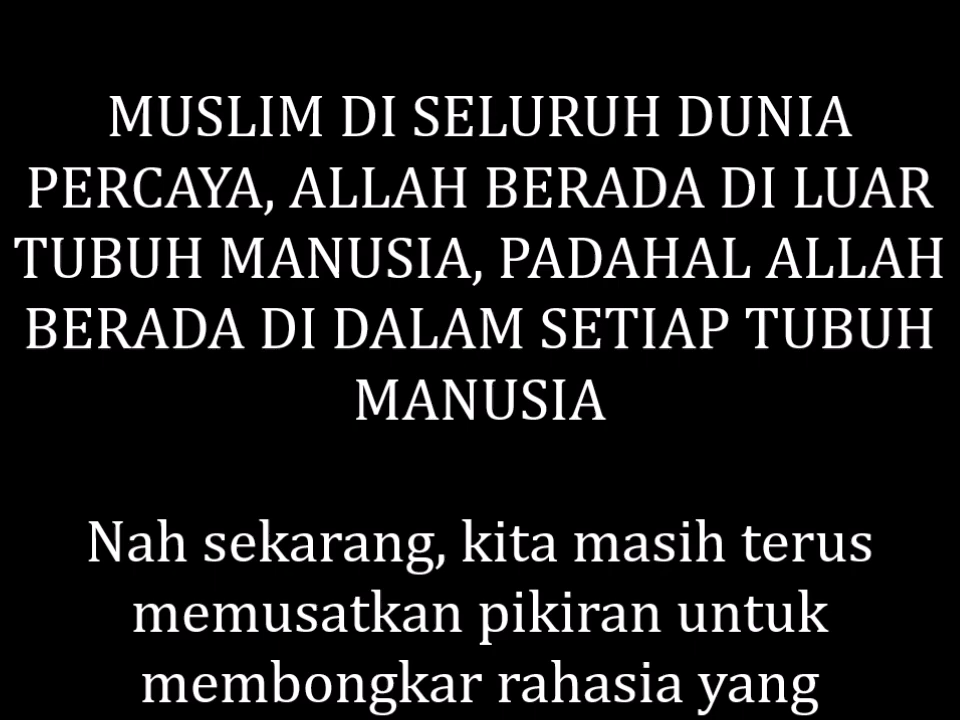 MUSLIM DI SELURUH DUNIA
PERCAYA, ALLAH BERADA DI LUAR
TUBUH MANUSIA, PADAHAL ALLAH
BERADA DI DALAM SETIAP TUBUH
MANUSIA
Nah sekarang, kita masih terus
memusatkan pikiran untuk
membongkar rahasia yang